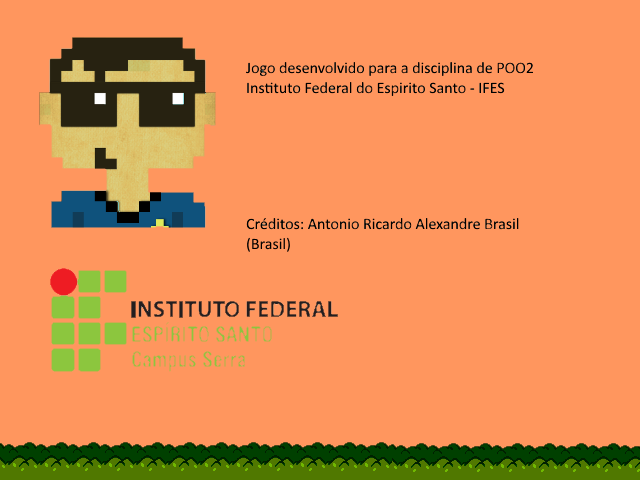 Jogo desenvolvido para a disciplina de POO2
Instituto Federal do Espirito Santo - IFES
Créditos: Antonio Ricardo Alexandre Brasil
(Brasil)
INSTITUTO FEDERAL
ESPÍRITO SANTO
Campus Serra